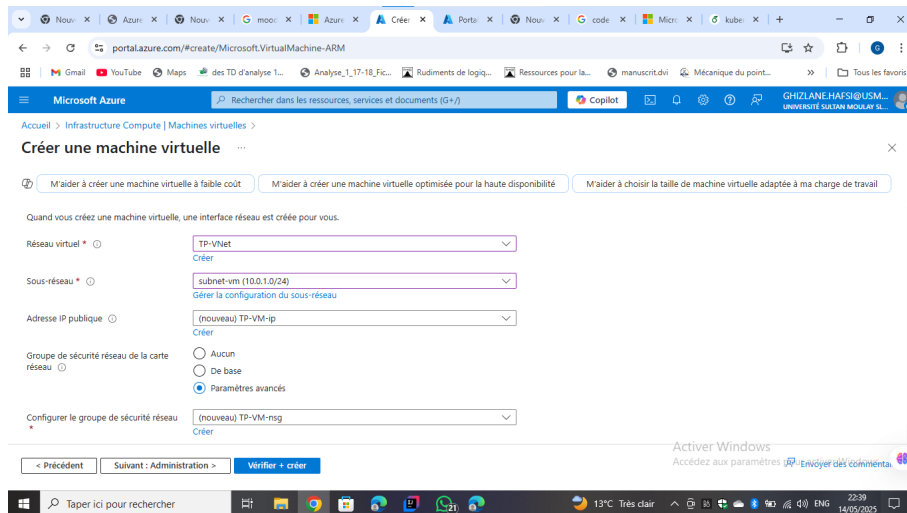 Nouv
Azure
Nouv
mooc
Azure
Créer
Porta
Nouv
code
Micro
kube
portal.azure.com/#create/Microsoft.VirtualMachine-ARM
Gmail
YouTube
Maps
des TD d'analyse 1...
Analyse_1_17-18_Fic...
Rudiments de logiq...
Ressources pour la...
manuscrit.dvi
Mécanique du point...
Tous les favoris
Microsoft Azure
Rechercher dans les ressources, services et documents (G+/)
Copilot
GHIZLANE.HAFSI@USM...
UNIVERSITÉ SULTAN MOULAY SL...
Accueil > Infrastructure Compute | Machines virtuelles >
Créer une machine virtuelle ...
M'aider à créer une machine virtuelle à faible coût
M'aider à créer une machine virtuelle optimisée pour la haute disponibilité
M'aider à choisir la taille de machine virtuelle adaptée à ma charge de travail
Quand vous créez une machine virtuelle, une interface réseau est créée pour vous.
Réseau virtuel *
TP-VNet
Créer
Sous-réseau *
subnet-vm (10.0.1.0/24)
Gérer la configuration du sous-réseau
Adresse IP publique
(nouveau) TP-VM-ip
Créer
Groupe de sécurité réseau de la carte
réseau
Aucun
De base
Paramètres avancés
Configurer le groupe de sécurité réseau
*
(nouveau) TP-VM-nsg
Créer
< Précédent
Suivant : Administration >
Vérifier + créer
Activer Windows
Accédez aux paramètres
Envoyer des commentai
Taper ici pour rechercher
21
13°C Très clair
ENG
22:39
14/05/2025